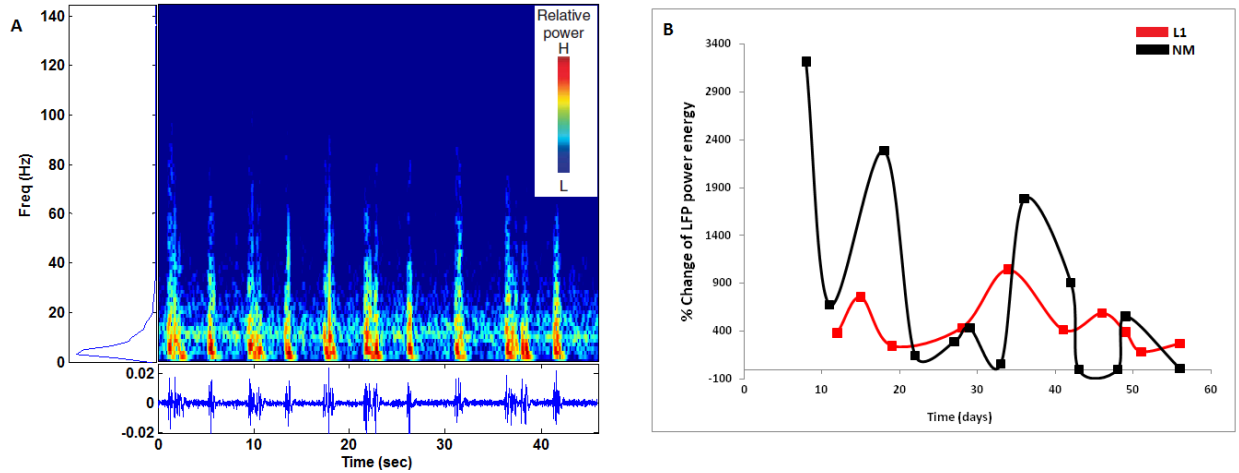 A
140
120
100
80
60
40
20
0
Freq (Hz)
Relative
power
H
L
0.02
0
-0.02
0
10
20
30
40
Time (sec)
B
L1
NM
3400
2900
2400
1900
1400
900
400
-100
% Change of LFP power energy
0
10
20
30
40
50
60
Time (days)